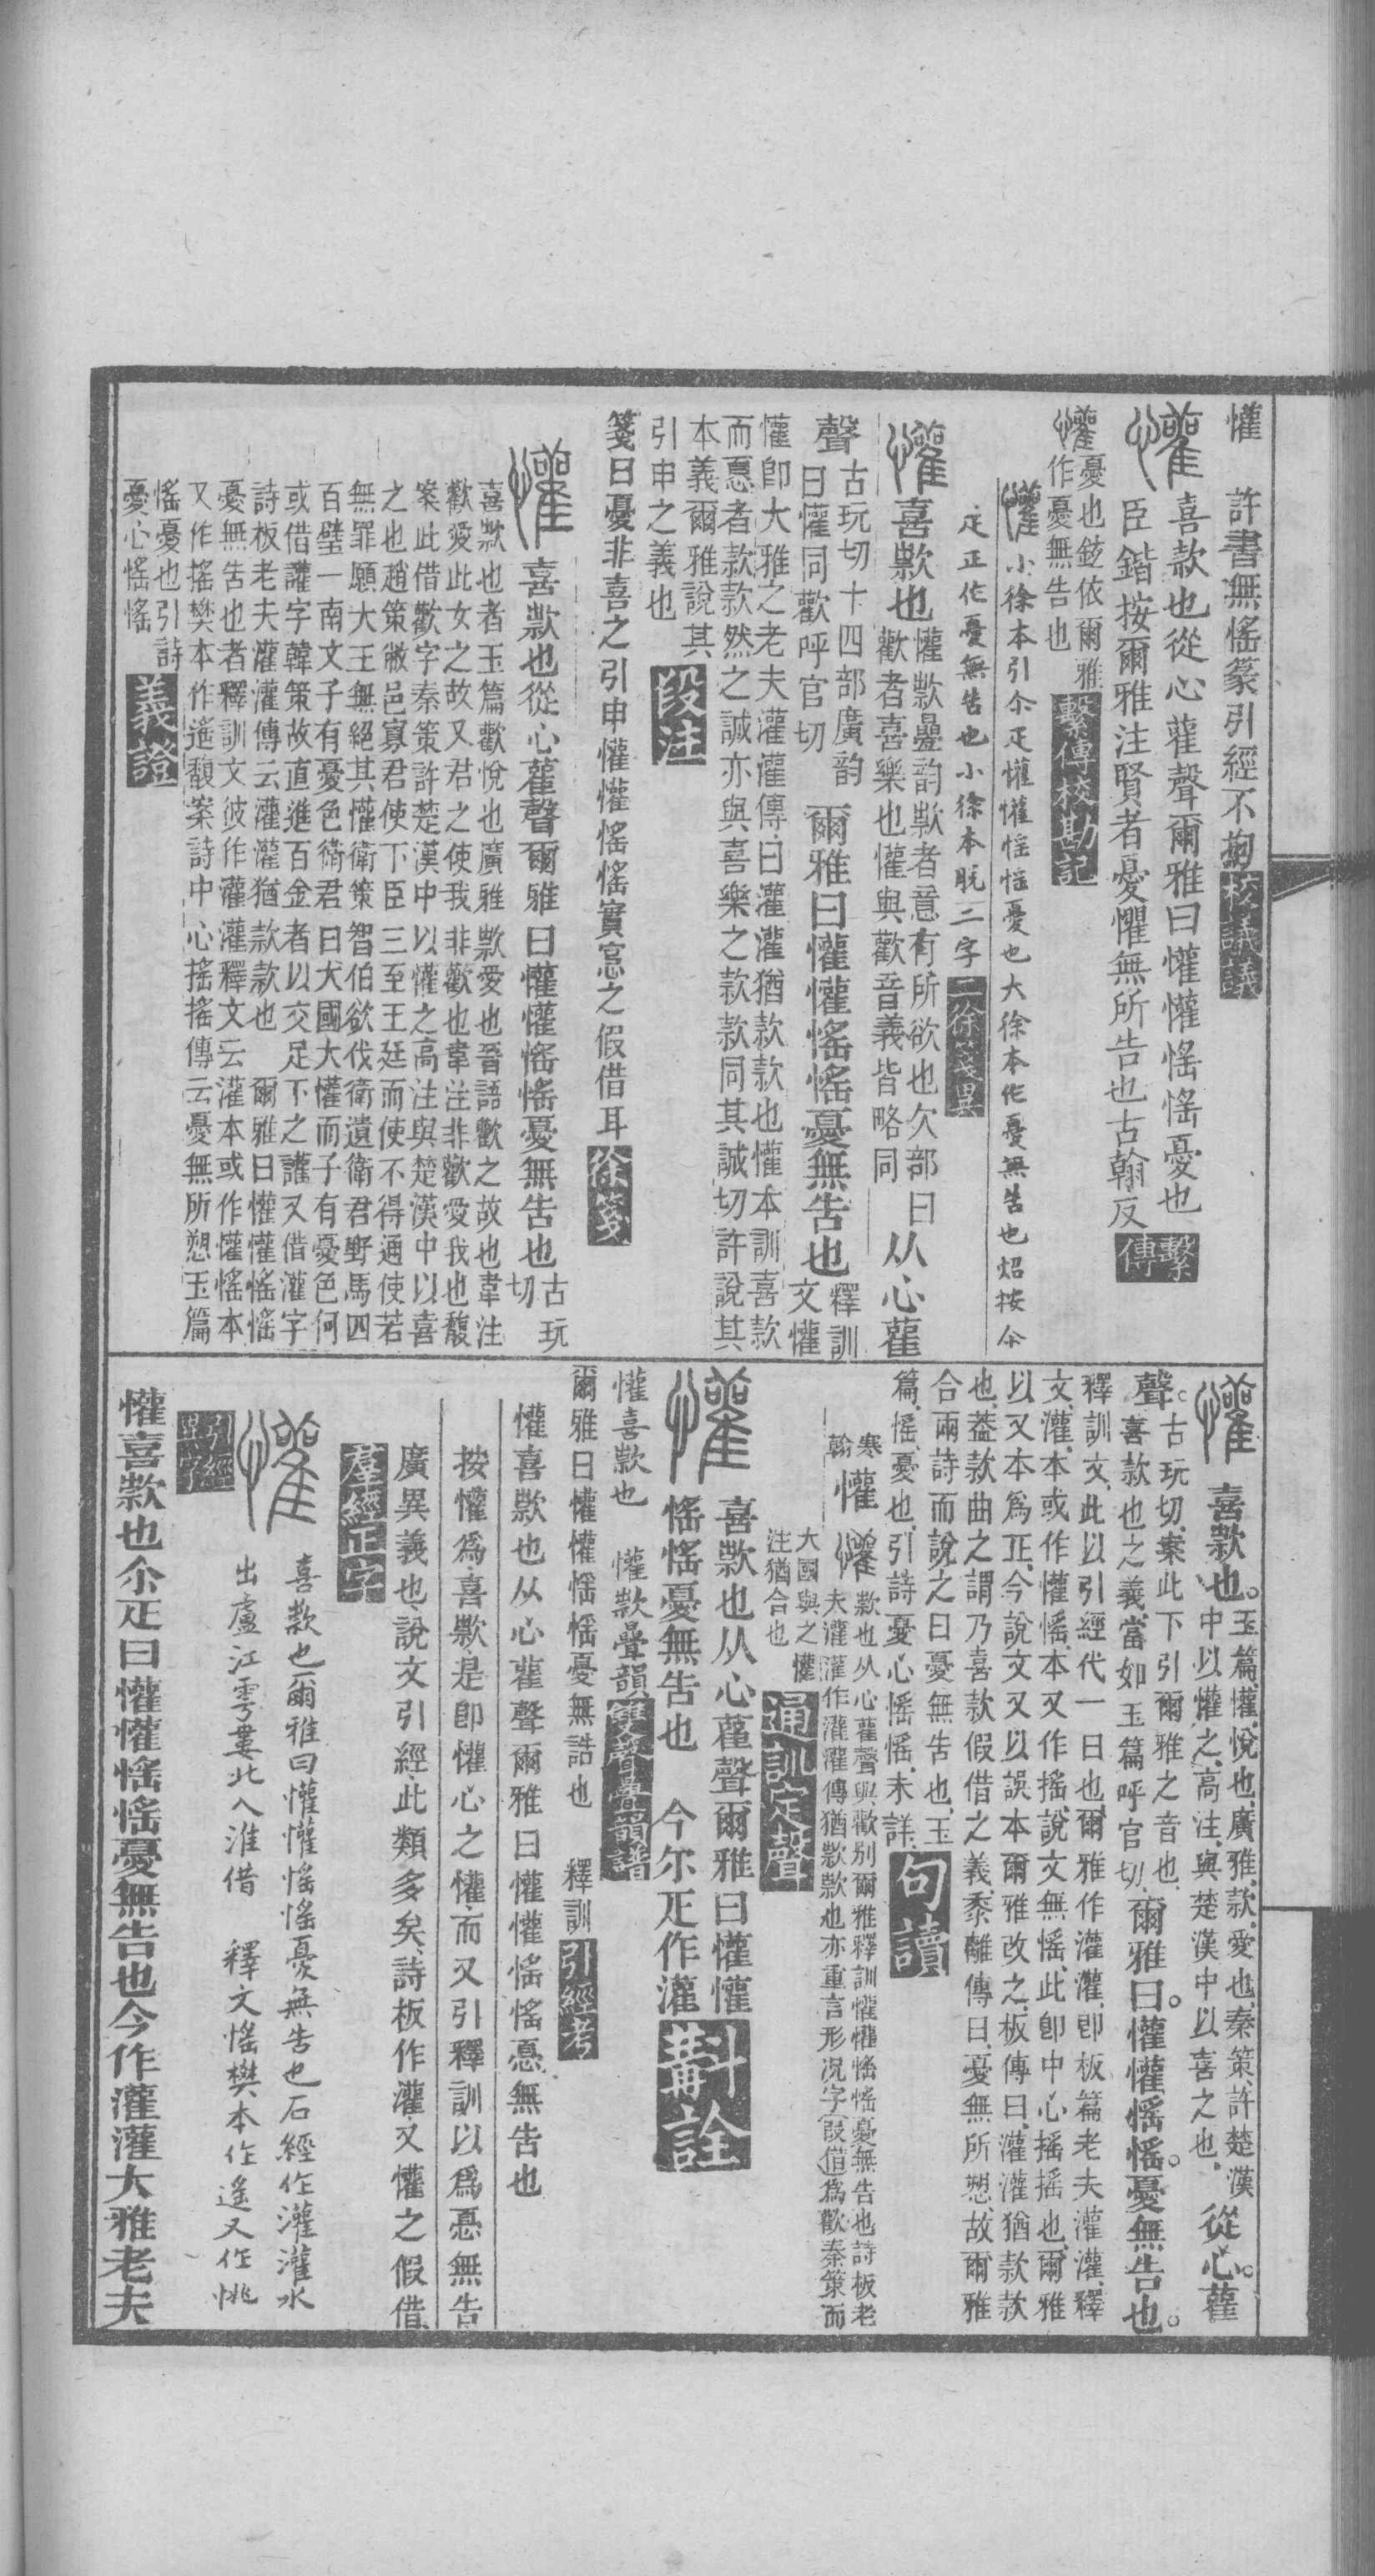 懽　許書無愮篆引經不拘校議議
懽喜款也從心雚聲爾雅曰懽懽愮愮憂也
臣鍇按爾雅注賢者憂懼無所告也古翰反繫傳
懽憂也鉉依爾雅
作憂無告也繫傳校勘記
懽小徐本引尒疋懽懽愮愮憂也大徐本作憂無告也炤按尒
疋正作憂無告也小徐本脱二字二徐箋異
懽喜歀也懽歀曡韵歀者意有所欲也欠部曰从心雚
歡者喜樂也懽與歡音義皆略同
聲古玩切十四部廣韵爾雅曰懽懽愮愮憂無告也釋訓
曰懽同歡呼官切文懽
懽卽大雅之老夫灌灌傳曰灌灌猶款款也懽本訓喜款
而惪者款款然之誠亦與喜樂之款款同其誠切許說其
本義爾雅說其
引申之義也段注
箋曰憂非喜之引申懽懽愮愮實悹之假借耳徐箋
懽喜歀也從心雚聲爾雅曰懽懽愮愮憂無告也古玩
切
喜歀也者玉篇歡悅也廣雅歀愛也晉語歡之故也韋注
歡愛此女之故又君之使我非歡也韋注非歡愛我也馥
案此借歡字秦策許楚漢中以懽之高注與楚漢中以喜
之也趙策敝邑寡君使下臣三至王廷而使不得通使若
無罪願大王無絕其懽衛策智伯欲伐衛遺衛君野馬四
百璧一南文子有憂色衛君曰大國大懽而子有憂色何
或借讙字韓策故直進百金者以交足下之讙又借灌字
詩板老夫灌灌傳云灌灌猶款款也　爾雅曰懽懽愮愮
憂無告也者釋訓文彼作灌灌釋文云灌本或作懽愮本
又作搖樊本作遙馥案詩中心搖搖傳云憂無所愬玉篇
愮憂也引詩
憂心愮愮義證
懽喜款也玉篇懽悅也廣雅款愛也秦策許楚漢從心雚
中以懽之高注與楚漢中以喜之也
聲古玩切案此下引爾雅之音也爾雅曰懽懽愮愮憂無告也
喜款也之義當如玉篇呼官切
釋訓文此以引經代一曰也爾雅作灌灌卽板篇老夫灌灌釋
文灌本或作懽愮本又作搖說文無愮此卽中心搖搖也爾雅
以又本爲正今說文又以誤本爾雅改之板傳曰灌灌猶款款
也蓋款曲之謂乃喜款假借之義黍離傳曰憂無所愬故爾雅
合兩詩而說之曰憂無告也玉
篇愮憂也引詩憂心愮愮未詳句讀
寒
翰懽懽款也从心雚聲與歡別爾雅釋訓懽懽愮愮憂無告也詩板老
夫灌灌作灌灌傳猶歀歀也亦重言形況字假借爲歡秦策而
大國與之懽
注猶合也通訓定聲
懽喜歀也从心雚聲爾雅曰懽懽
愮愮憂無告也　今尔疋作灌斠詮
懽喜歀也　懽歀曡韻雙聲疊韻譜
爾雅曰懽懽愮愮憂無誥也　釋訓引經考
懽喜歀也从心雚聲爾雅曰懽懽愮愮惪無告也
按懽爲喜歀是卽懽心之懽而又引釋訓以爲惪無告
廣異義也說文引經此類多矣詩板作灌又懽之假借
羣經正字
懽喜款也爾雅曰懽懽愮愮憂無告也石經作灌灌水
出盧江雩婁北入淮借　釋文愮樊本作遙又作恌
引經
異字
懽喜歀也尒疋曰懽懽愮愮憂無告也今作灌灌大雅老夫